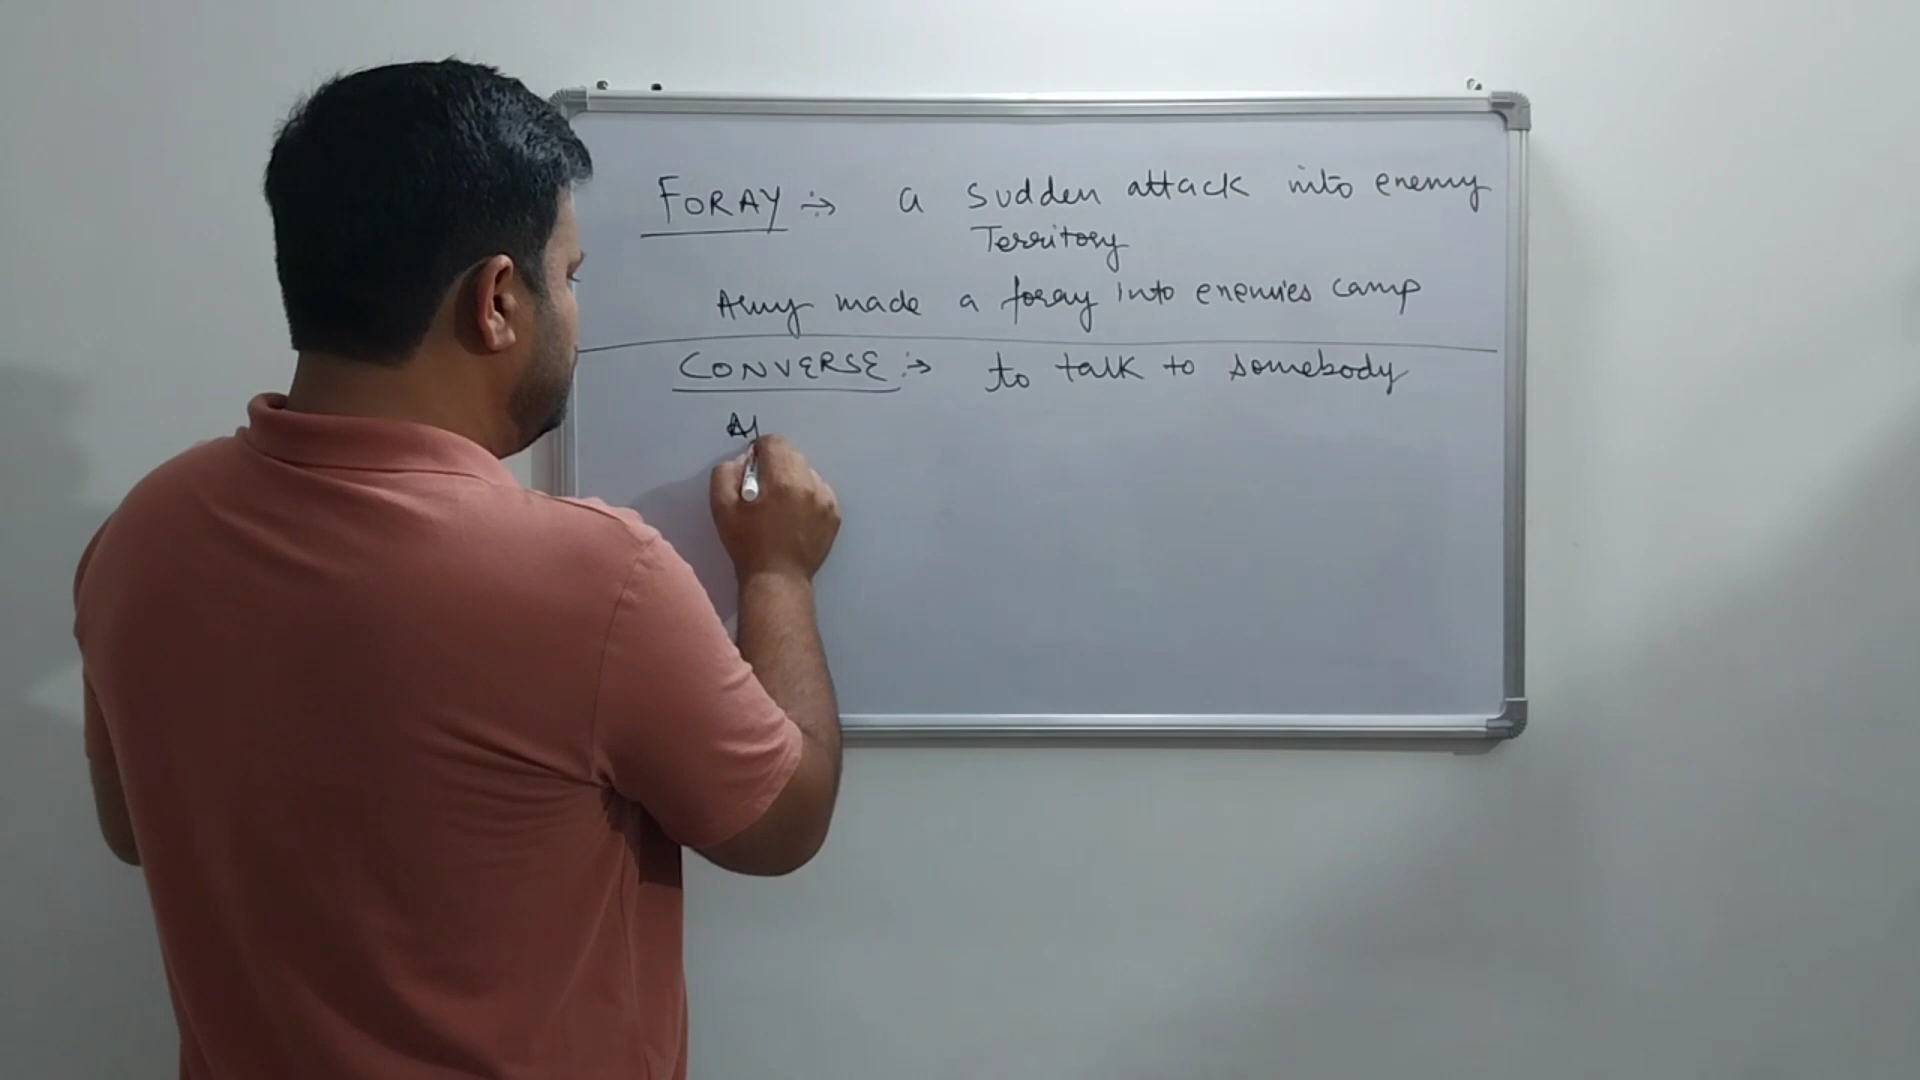 FORAY :→ a sudden attack into enemy
Territory
Army made a foray into enemies camp
CONVERSE :→ to talk to somebody